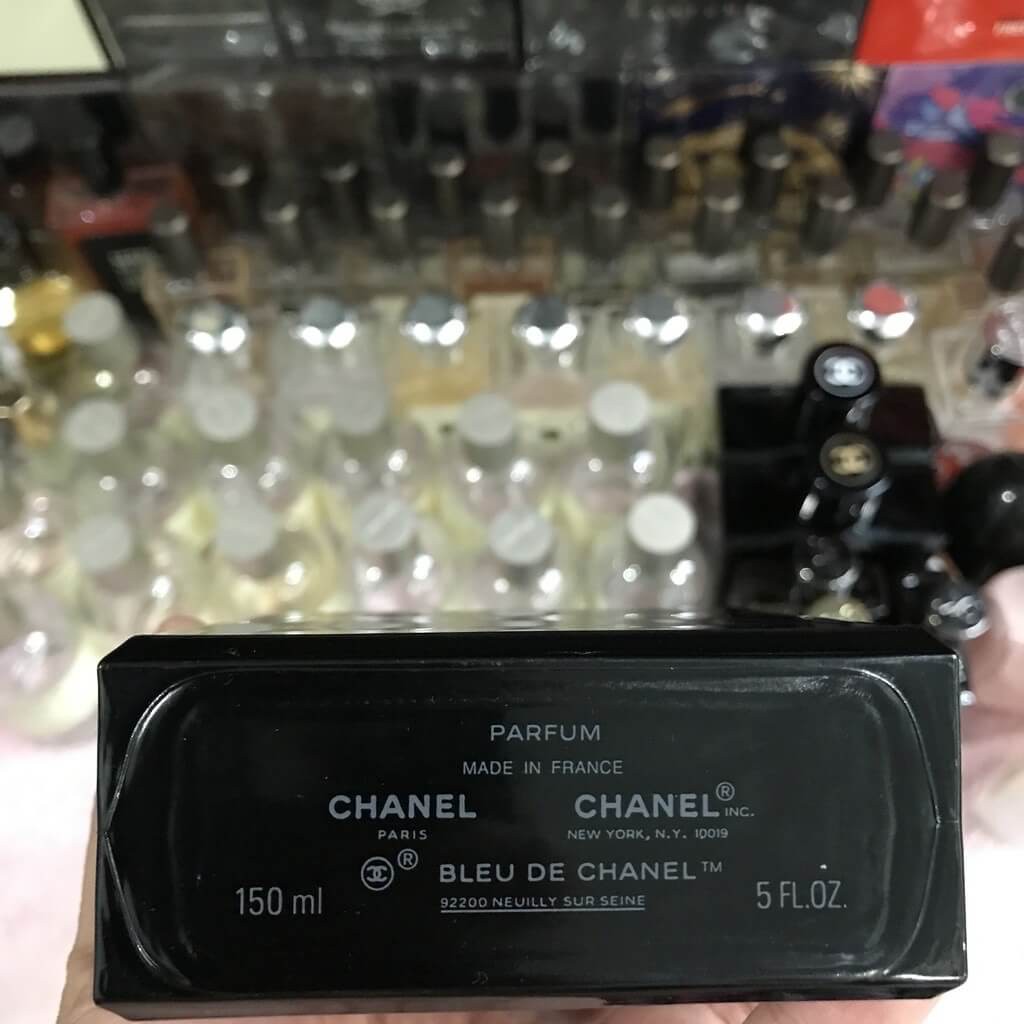 PARFUM
MADE IN FRANCE
CHANEL CHANEL® INC.
PARIS NEW YORK, N.Y. 10019
® BLEU DE CHANEL™
150 ml 92200 NEUILLY SUR SEINE 5 FL.OZ.